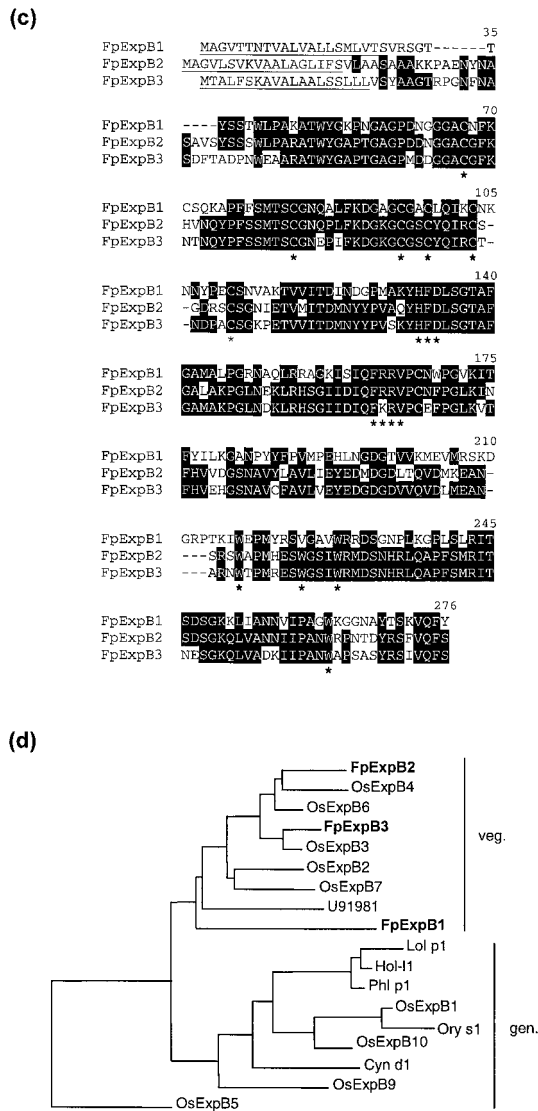 (c)
35
FpExpB1 MAGVTTNTVALVALLSMLVTSVRSGT------T
FpExpB2 MAGVLSVKVAALAGLIFSVLAASAAAKKPAENYNA
FpExpB3 MTALFSKAVALAALSSLLLVSYAAGTRPGNFNA
70
FpExpB1 ----YSSTWLPAKATWYGKPNGAGPDNGGGACNFK
FpExpB2 SAVSYSSSWLPARATWYGAPTGAGPDDNGGACGFK
FpExpB3 SDFTADPNWEAARATWYGAPTGAGPMDDGGACGFK
*
105
FpExpB1 CSQKAPFFSMTSCGNQALFKDGAGCGACLQIKCNK
FpExpB2 VHNQYPFSSMTSCGNQPLFKDGKGCGSCYQIRCS-
FpExpB3 NTNQYPFSSMTSCGNEPIFKDGKGCGSCYQIRCT-
* * * *
140
FpExpB1 NNYPECSNVAKTVVITDINDGPMAKYHFDLSGTAF
FpExpB2 -GDRSCSGNIETVMITDMNYYPVAQYHFDLSGTAF
FpExpB3 -NDPACSGKPETVVITDMNYYPVSKYHFDLSGTAF
* ***
175
FpExpB1 GAMALPGRNAQLRRAGKISIQFRRVPCNWPGVKIT
FpExpB2 GALAKPGLNEKLRHSGIIDIQFRRVPCNFPGLKIN
FpExpB3 GAMAKPGLNDKLRHSGIIDIQFKRVPCEFPGLKVT
****
210
FpExpB1 FYILKGANPYYFPVMPEHLNGDGTVVKMEVMRSKD
FpExpB2 FHVVDGSNAVYLAVLIEYEDMDGDLTQVDMKEAN-
FpExpB3 FHVEHGSNAVCFAVLVEYEDGDGDVVQVDLMEAN-
245
FpExpB1 GRPTKIWEPMYRSVGAVWRRDSGNPLKGPLSLRIT
FpExpB2 ---SRSWAPMHESWGSIWRMDSNHRLQAPFSMRIT
FpExpB3 ---ARNWTPMRESWGSIWRMDSNHRLQAPFSMRIT
* * *
276
FpExpB1 SDSGKKLIANNVIPAGWKGGNAYTSKVQFY
FpExpB2 SDSGKQLVANNIIPANWRPNTDYRSFVQFS
FpExpB3 NESGKQLVADKIIPANWAPSASYRSIVQFS
*
(d)
FpExpB2
OsExpB4
OsExpB6
FpExpB3
OsExpB3
OsExpB2
OsExpB7
U91981
FpExpB1
veg.
Lol p1
Hol-l1
Phl p1
OsExpB1
Ory s1
OsExpB10
Cyn d1
OsExpB9
gen.
OsExpB5